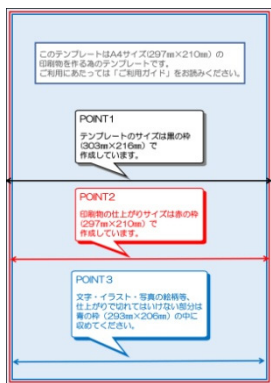 このテンプレートはA4サイズ(297㎜×210㎜)の
印刷物を作る為のテンプレートです。
ご利用にあたっては「ご利用ガイド」をお読みください。
POINT1
テンプレートのサイズは黒の枠
(303㎜×216㎜)で
作成しています。
POINT2
印刷物の仕上がりサイズは赤の枠
(297㎜×210㎜)で
作成しています。
POINT3
文字・イラスト・写真の絵柄等、
仕上がりで切れてはいけない部分は
青の枠(293㎜×206㎜)の中に
収めてください。